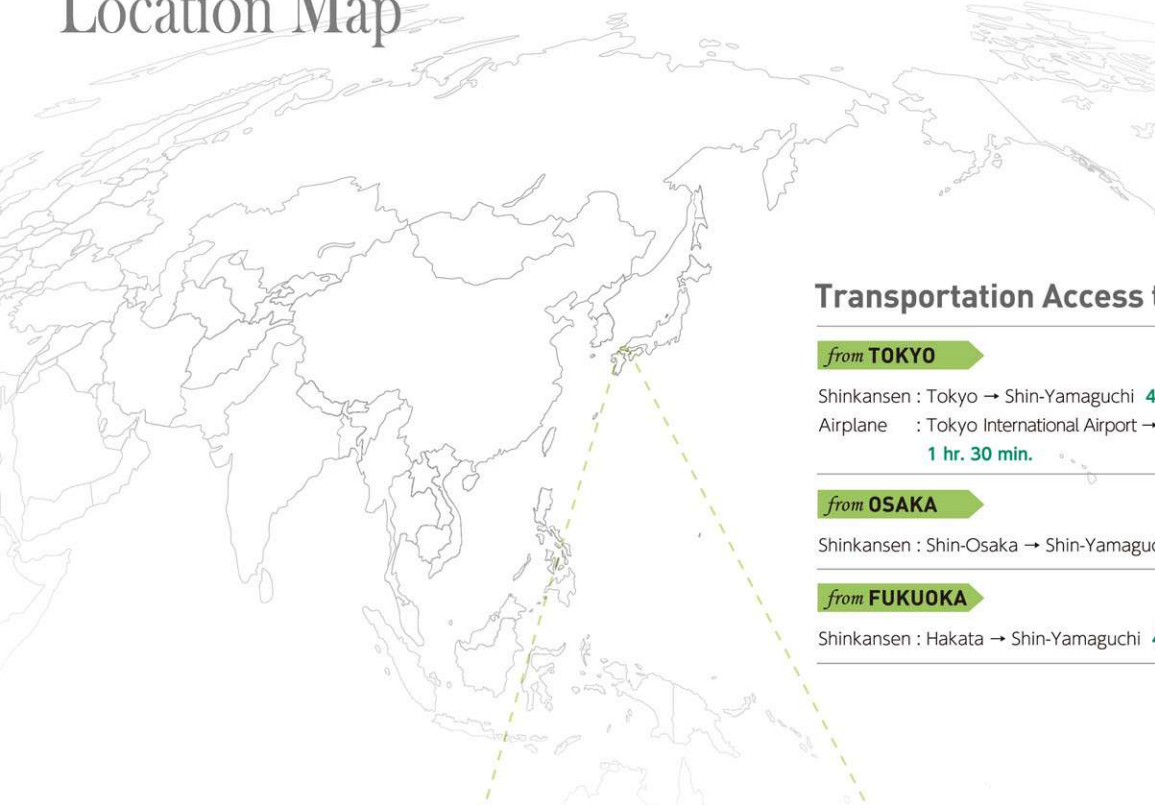 Location Map
Transportation Access
from TOKYO
Shinkansen : Tokyo → Shin-Yamaguchi 4
Airplane : Tokyo International Airport →
1 hr. 30 min.
from OSAKA
Shinkansen : Shin-Osaka →
from FUKUOKA
Shinkansen : Hakata → Shin-Yamaguchi